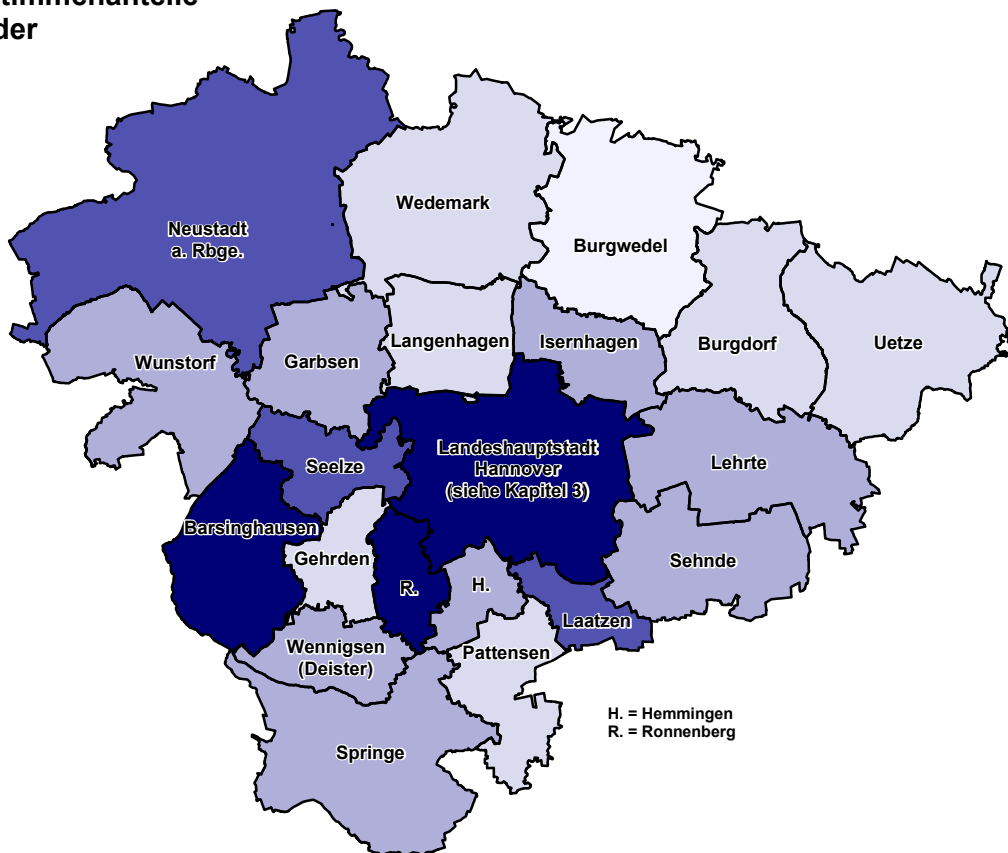 der
Wedemark
Neustadt
a. Rbge.
Burgwedel
Langenhagen
Isernhagen
Burgdorf
Uetze
Wunstorf
Garbsen
Landeshauptstadt
Hannover
(siehe Kapitel 3)
Seelze
Lehrte
Barsinghausen
Gehrden
Sehnde
R.
H.
Laatzen
Wennigsen
(Deister)
Pattensen
H. = Hemmingen
R. = Ronnenberg
Springe